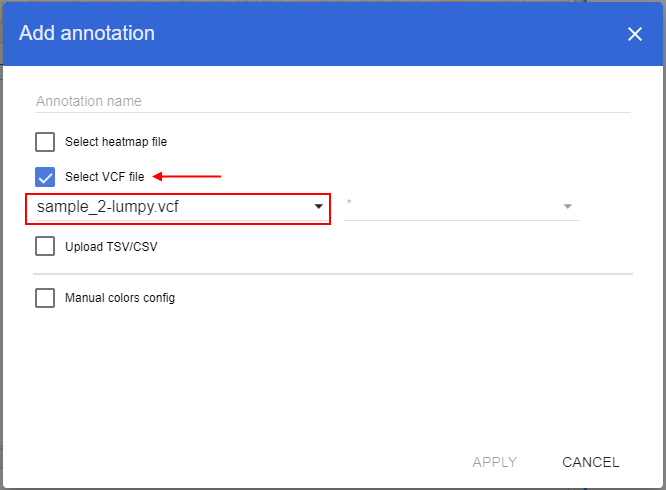 Add annotation
Annotation name
Select heatmap file
Select VCF file
sample_2-lumpy.vcf *
Upload TSV/CSV
Manual colors config
APPLY CANCEL